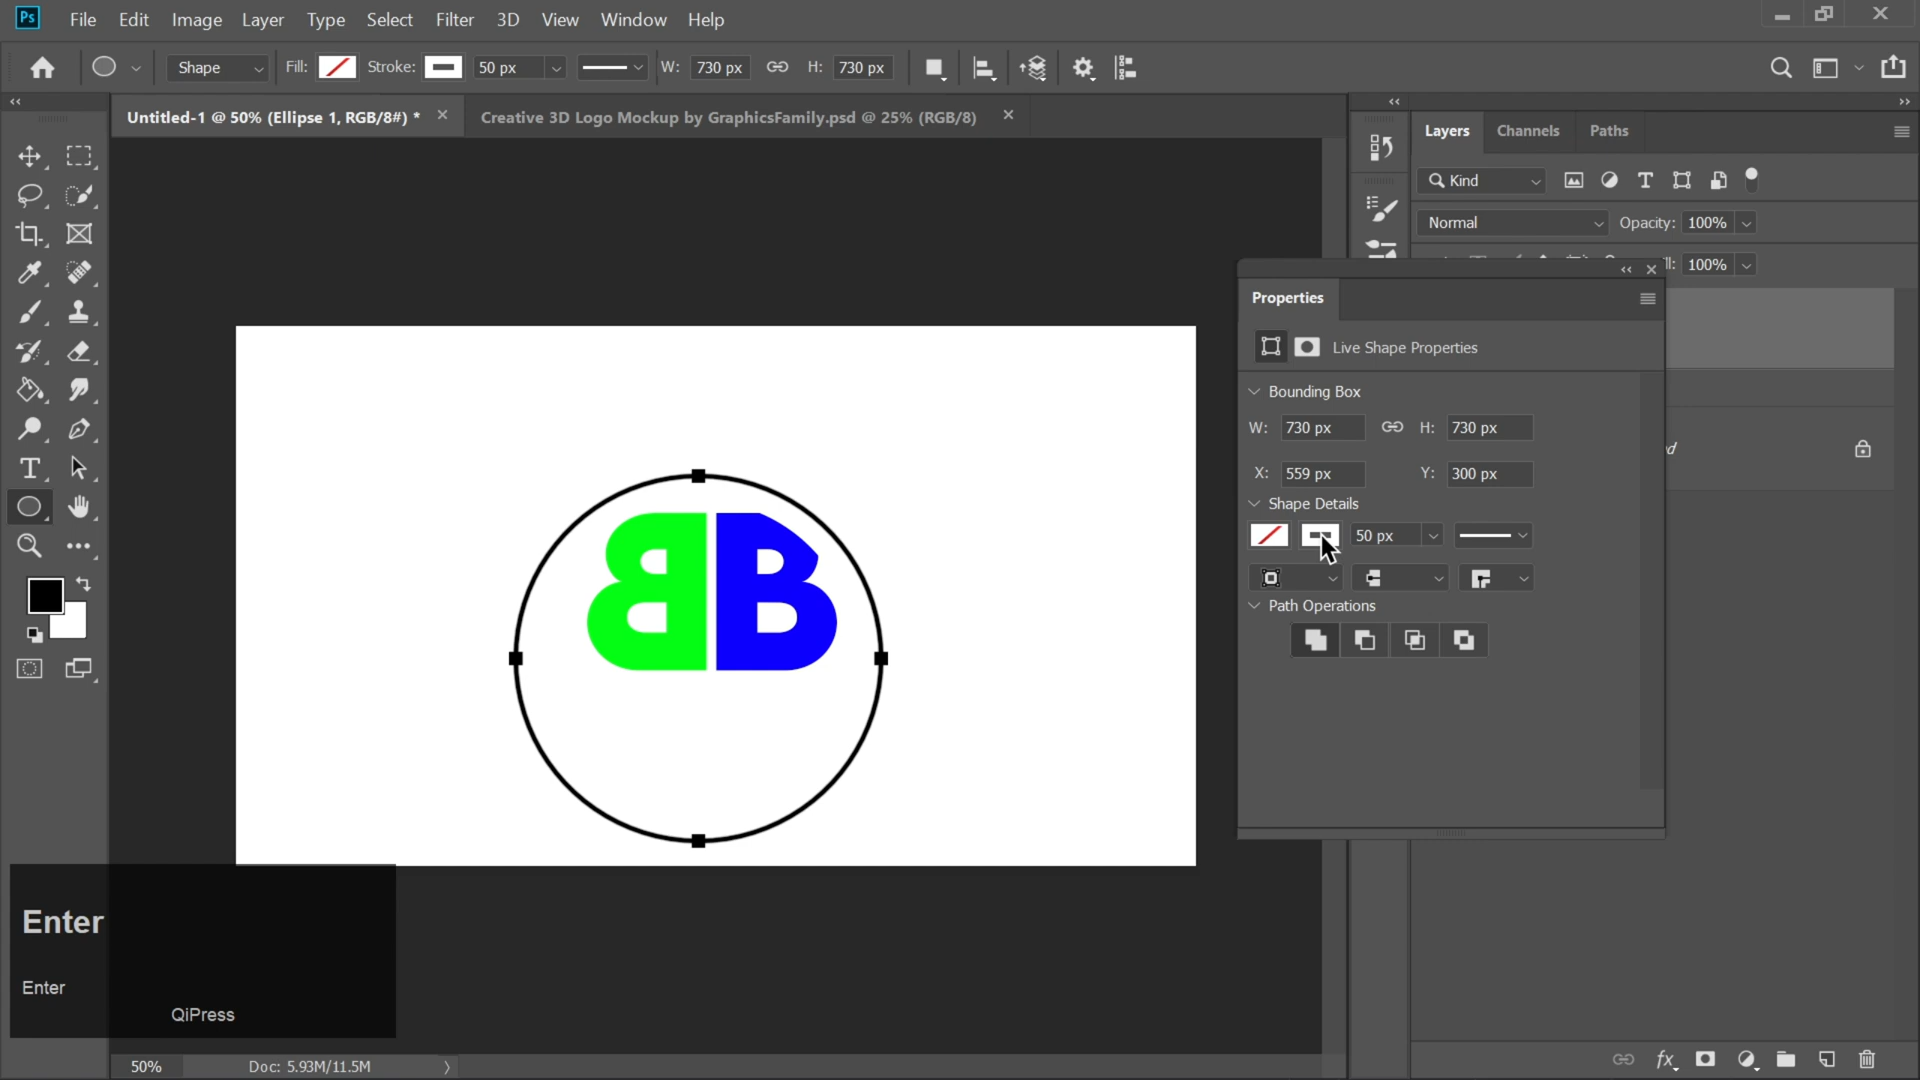 Ps File Edit Image Layer Type Select Filter 3D View Window Help
Shape Fill: Stroke: 50 px W: 730 px H: 730 px
Untitled-1 @ 50% (Ellipse 1, RGB/8#) * Creative 3D Logo Mockup by GraphicsFamily.psd @ 25% (RGB/8)
Layers Channels Paths
Kind
Normal Opacity: 100%
100%
Properties
Live Shape Properties
Bounding Box
W: 730 px H: 730 px
X: 559 px Y: 300 px
Shape Details
50 px
Path Operations
B B
Enter
Enter
QiPress
50% Doc: 5.93M/11.5M